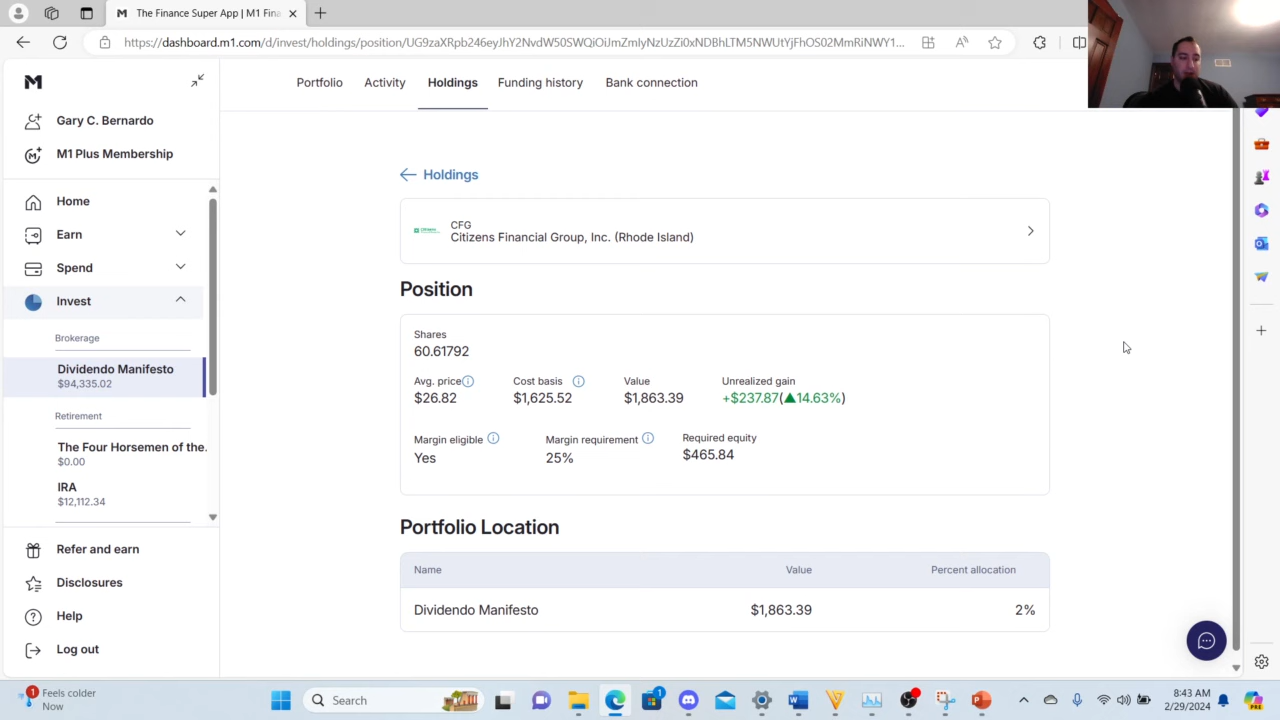 The Finance Super App | M1 Fina
https://dashboard.m1.com/d/invest/holdings/position/UG9zaXRpb246eyJhY2NvdW50SWQiOiJmZmIyNzUzZi0xNDBhLTM5NWUtYjFhOS02MmRiNWY1...
Portfolio
Activity
Holdings
Funding history
Bank connection
Gary C. Bernardo
M1 Plus Membership
Home
Earn
Spend
Invest
Brokerage
Dividendo Manifesto
$94,335.02
Retirement
The Four Horsemen of the.
$0.00
IRA
$12,112.34
Refer and earn
Disclosures
Help
Log out
Holdings
CFG
Citizens Financial Group, Inc. (Rhode Island)
Position
Shares
60.61792
Avg. price
Cost basis
Value
Unrealized gain
$26.82
$1,625.52
$1,863.39
+$237.87(▲14.63%)
Margin eligible
Margin requirement
Required equity
Yes
25%
$465.84
Portfolio Location
Name
Value
Percent allocation
Dividendo Manifesto
$1,863.39
2%
1
Feels colder
Now
Search
1
8:43 AM
2/29/2024
PRE